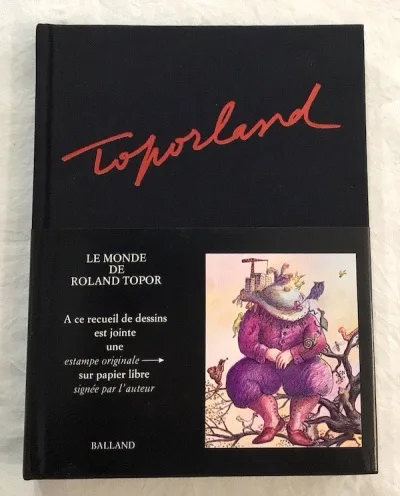 Toporland
LE MONDE
DE
ROLAND TOPOR
A ce recueil de dessins
est jointe
une
estampe originale →
sur papier libre
signée par l'auteur
BALLAND